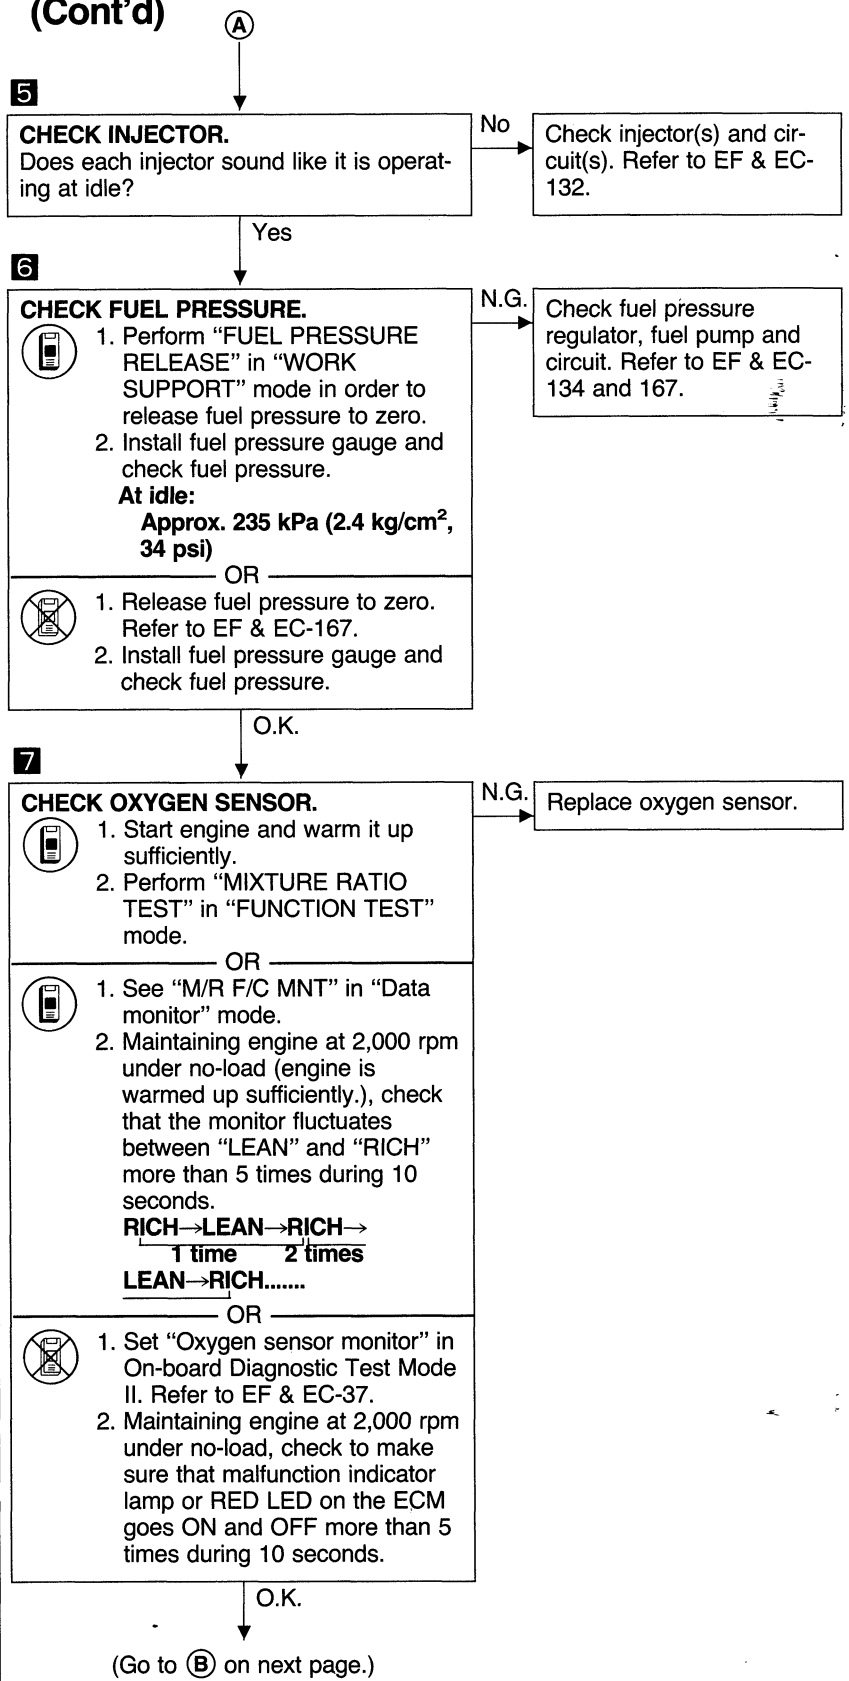 (Cont'd)
A
5
CHECK INJECTOR.
Does each injector sound like it is operat-
ing at idle?
No
Check injector(s) and cir-
cuit(s). Refer to EF & EC-
132.
Yes
6
CHECK FUEL PRESSURE.
1. Perform “FUEL PRESSURE
RELEASE” in “WORK
SUPPORT” mode in order to
release fuel pressure to zero.
2. Install fuel pressure gauge and
check fuel pressure.
At idle:
Approx. 235 kPa (2.4 kg/cm²,
34 psi)
OR
1. Release fuel pressure to zero.
Refer to EF & EC-167.
2. Install fuel pressure gauge and
check fuel pressure.
N.G.
Check fuel pressure
regulator, fuel pump and
circuit. Refer to EF & EC-
134 and 167.
O.K.
7
CHECK OXYGEN SENSOR.
1. Start engine and warm it up
sufficiently.
2. Perform “MIXTURE RATIO
TEST” in “FUNCTION TEST”
mode.
OR
1. See “M/R F/C MNT” in “Data
monitor” mode.
2. Maintaining engine at 2,000 rpm
under no-load (engine is
warmed up sufficiently.), check
that the monitor fluctuates
between “LEAN” and “RICH”
more than 5 times during 10
seconds.
RICH→LEAN→RICH→
1 time 2 times
LEAN→RICH.......
OR
1. Set “Oxygen sensor monitor” in
On-board Diagnostic Test Mode
II. Refer to EF & EC-37.
2. Maintaining engine at 2,000 rpm
under no-load, check to make
sure that malfunction indicator
lamp or RED LED on the ECM
goes ON and OFF more than 5
times during 10 seconds.
N.G.
Replace oxygen sensor.
O.K.
(Go to B on next page.)